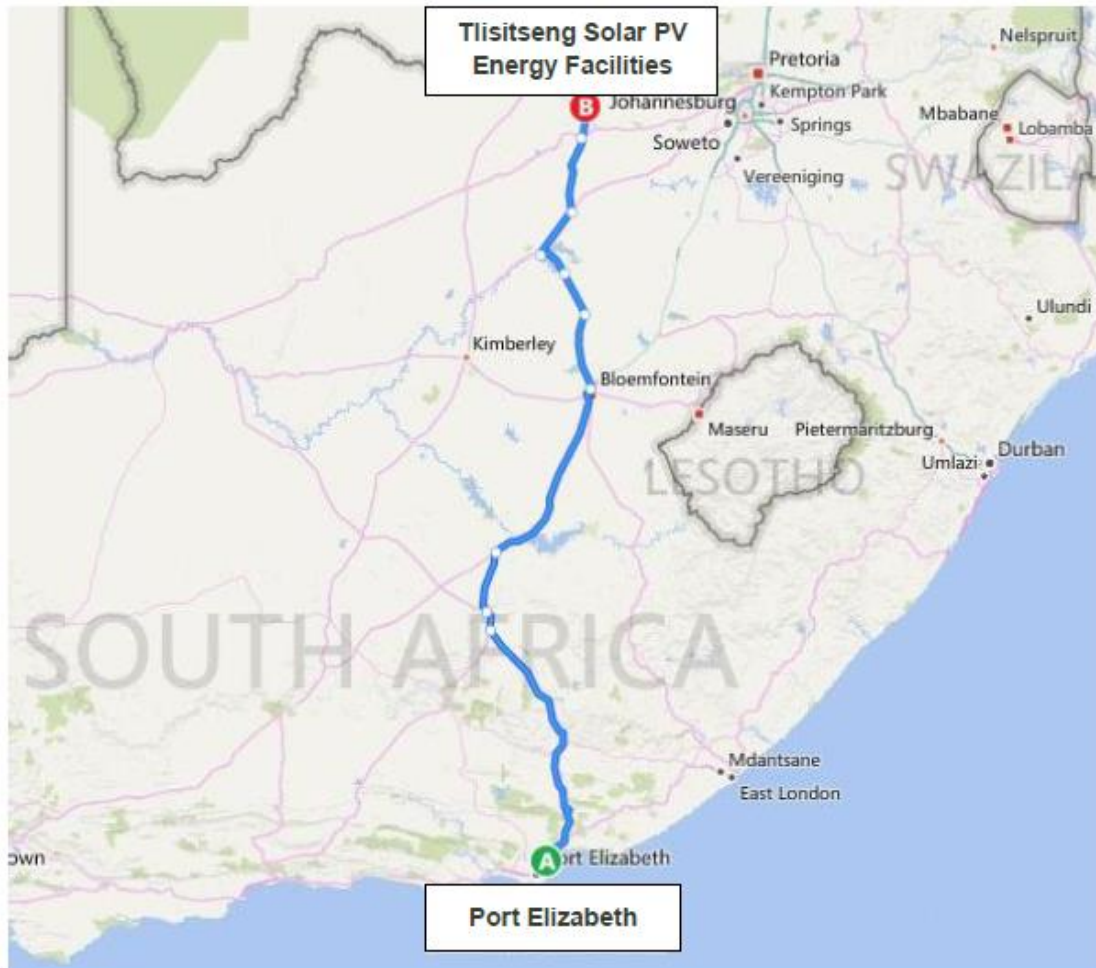 Tlisitseng Solar PV
Energy Facilities
Nelspruit
Pretoria
B
Johannesburg
Kempton Park
Mbabane
Lobamba
Springs
Soweto
SWAZILA
Vereeniging
Ulundi
Kimberley
Bloemfontein
Maseru
Pietermaritzburg
Durban
Umlazi
LESOTHO
SOUTH AFRICA
Mdantsane
East London
own
A
ort Elizabeth
Port Elizabeth